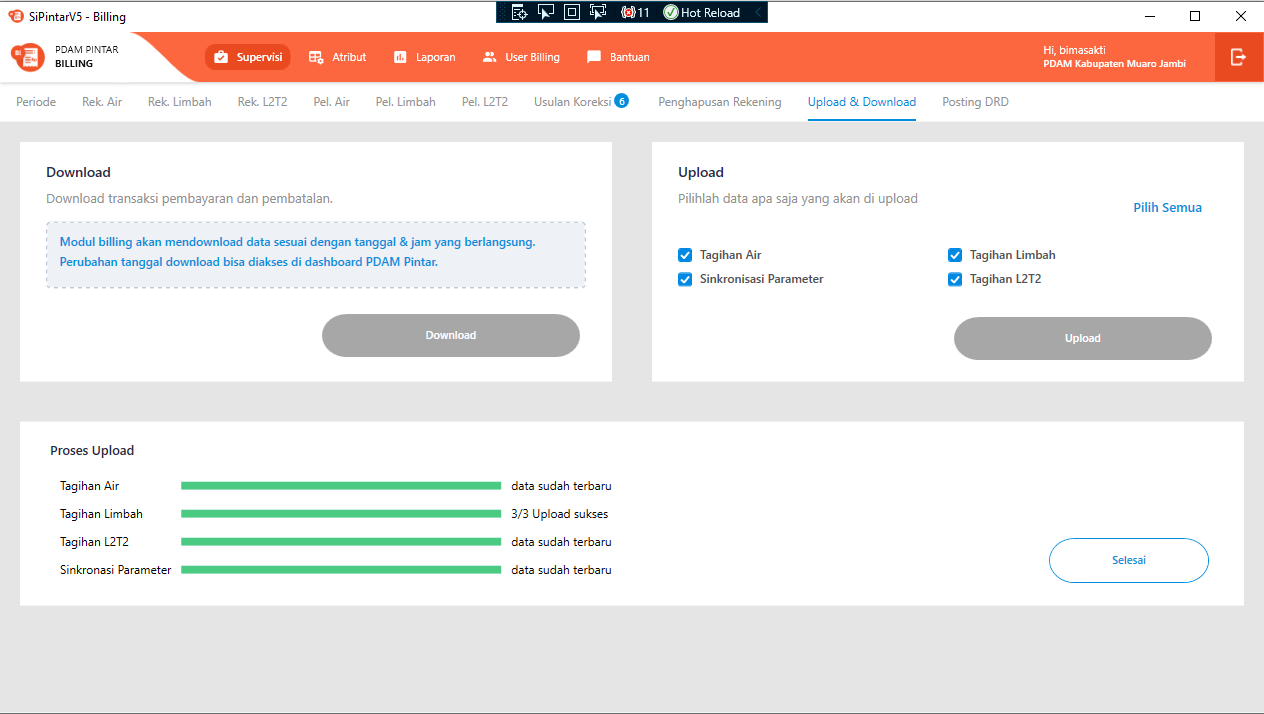 SiPintarV5 - Billing
11
Hot Reload
PDAM PINTAR
BILLING
Supervisi
Atribut
Laporan
User Billing
Bantuan
Hi, bimasakti
PDAM Kabupaten Muaro Jambi
Periode
Rek. Air
Rek. Limbah
Rek. L2T2
Pel. Air
Pel. Limbah
Pel. L2T2
Usulan Koreksi 6
Penghapusan Rekening
Upload & Download
Posting DRD
Download
Download transaksi pembayaran dan pembatalan.
Modul billing akan mendownload data sesuai dengan tanggal & jam yang berlangsung.
Perubahan tanggal download bisa diakses di dashboard PDAM Pintar.
Download
Upload
Pilihlah data apa saja yang akan di upload
Pilih Semua
Tagihan Air
Tagihan Limbah
Sinkronisasi Parameter
Tagihan L2T2
Upload
Proses Upload
Tagihan Air data sudah terbaru
Tagihan Limbah 3/3 Upload sukses
Tagihan L2T2 data sudah terbaru
Sinkronasi Parameter data sudah terbaru
Selesai